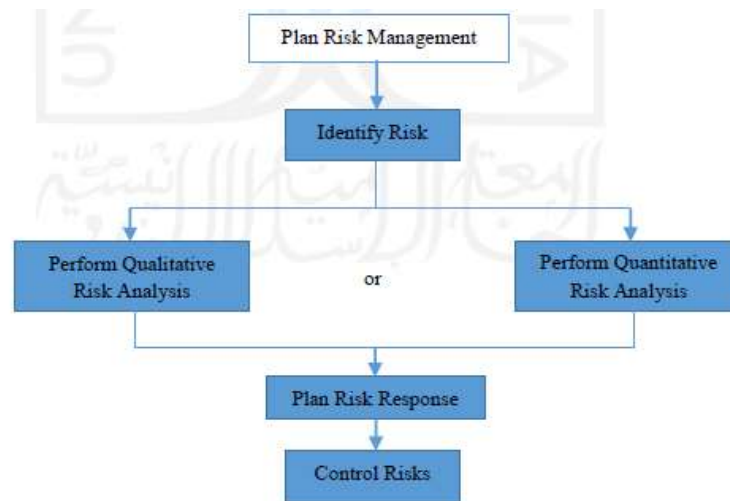 Plan Risk Management
Identify Risk
Perform Qualitative
Risk Analysis
or
Perform Quantitative
Risk Analysis
Plan Risk Response
Control Risks